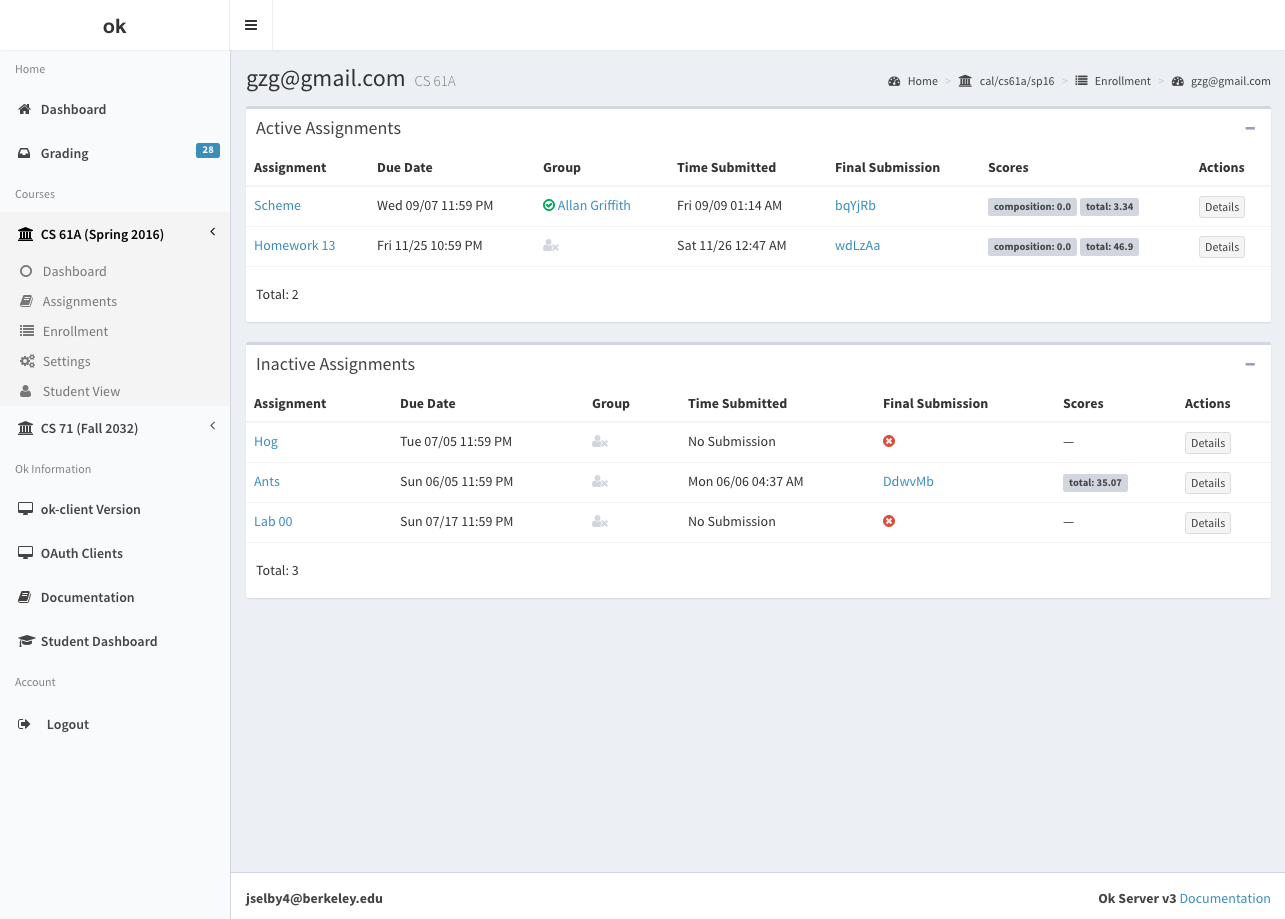 ok
Home
Dashboard
Grading 28
Courses
CS 61A (Spring 2016)
Dashboard
Assignments
Enrollment
Settings
Student View
CS 71 (Fall 2032)
Ok Information
ok-client Version
OAuth Clients
Documentation
Student Dashboard
Account
Logout
gzg@gmail.com CS 61A
Home > cal/cs61a/sp16 > Enrollment > gzg@gmail.com
Active Assignments
Assignment Due Date Group Time Submitted Final Submission Scores Actions
Scheme Wed 09/07 11:59 PM Allan Griffith Fri 09/09 01:14 AM bqYjRb composition: 0.0 total: 3.34 Details
Homework 13 Fri 11/25 10:59 PM Sat 11/26 12:47 AM wdLzAa composition: 0.0 total: 46.9 Details
Total: 2
Inactive Assignments
Assignment Due Date Group Time Submitted Final Submission Scores Actions
Hog Tue 07/05 11:59 PM No Submission — Details
Ants Sun 06/05 11:59 PM Mon 06/06 04:37 AM DdwvMb total: 35.07 Details
Lab 00 Sun 07/17 11:59 PM No Submission — Details
Total: 3
jselby4@berkeley.edu
Ok Server v3 Documentation